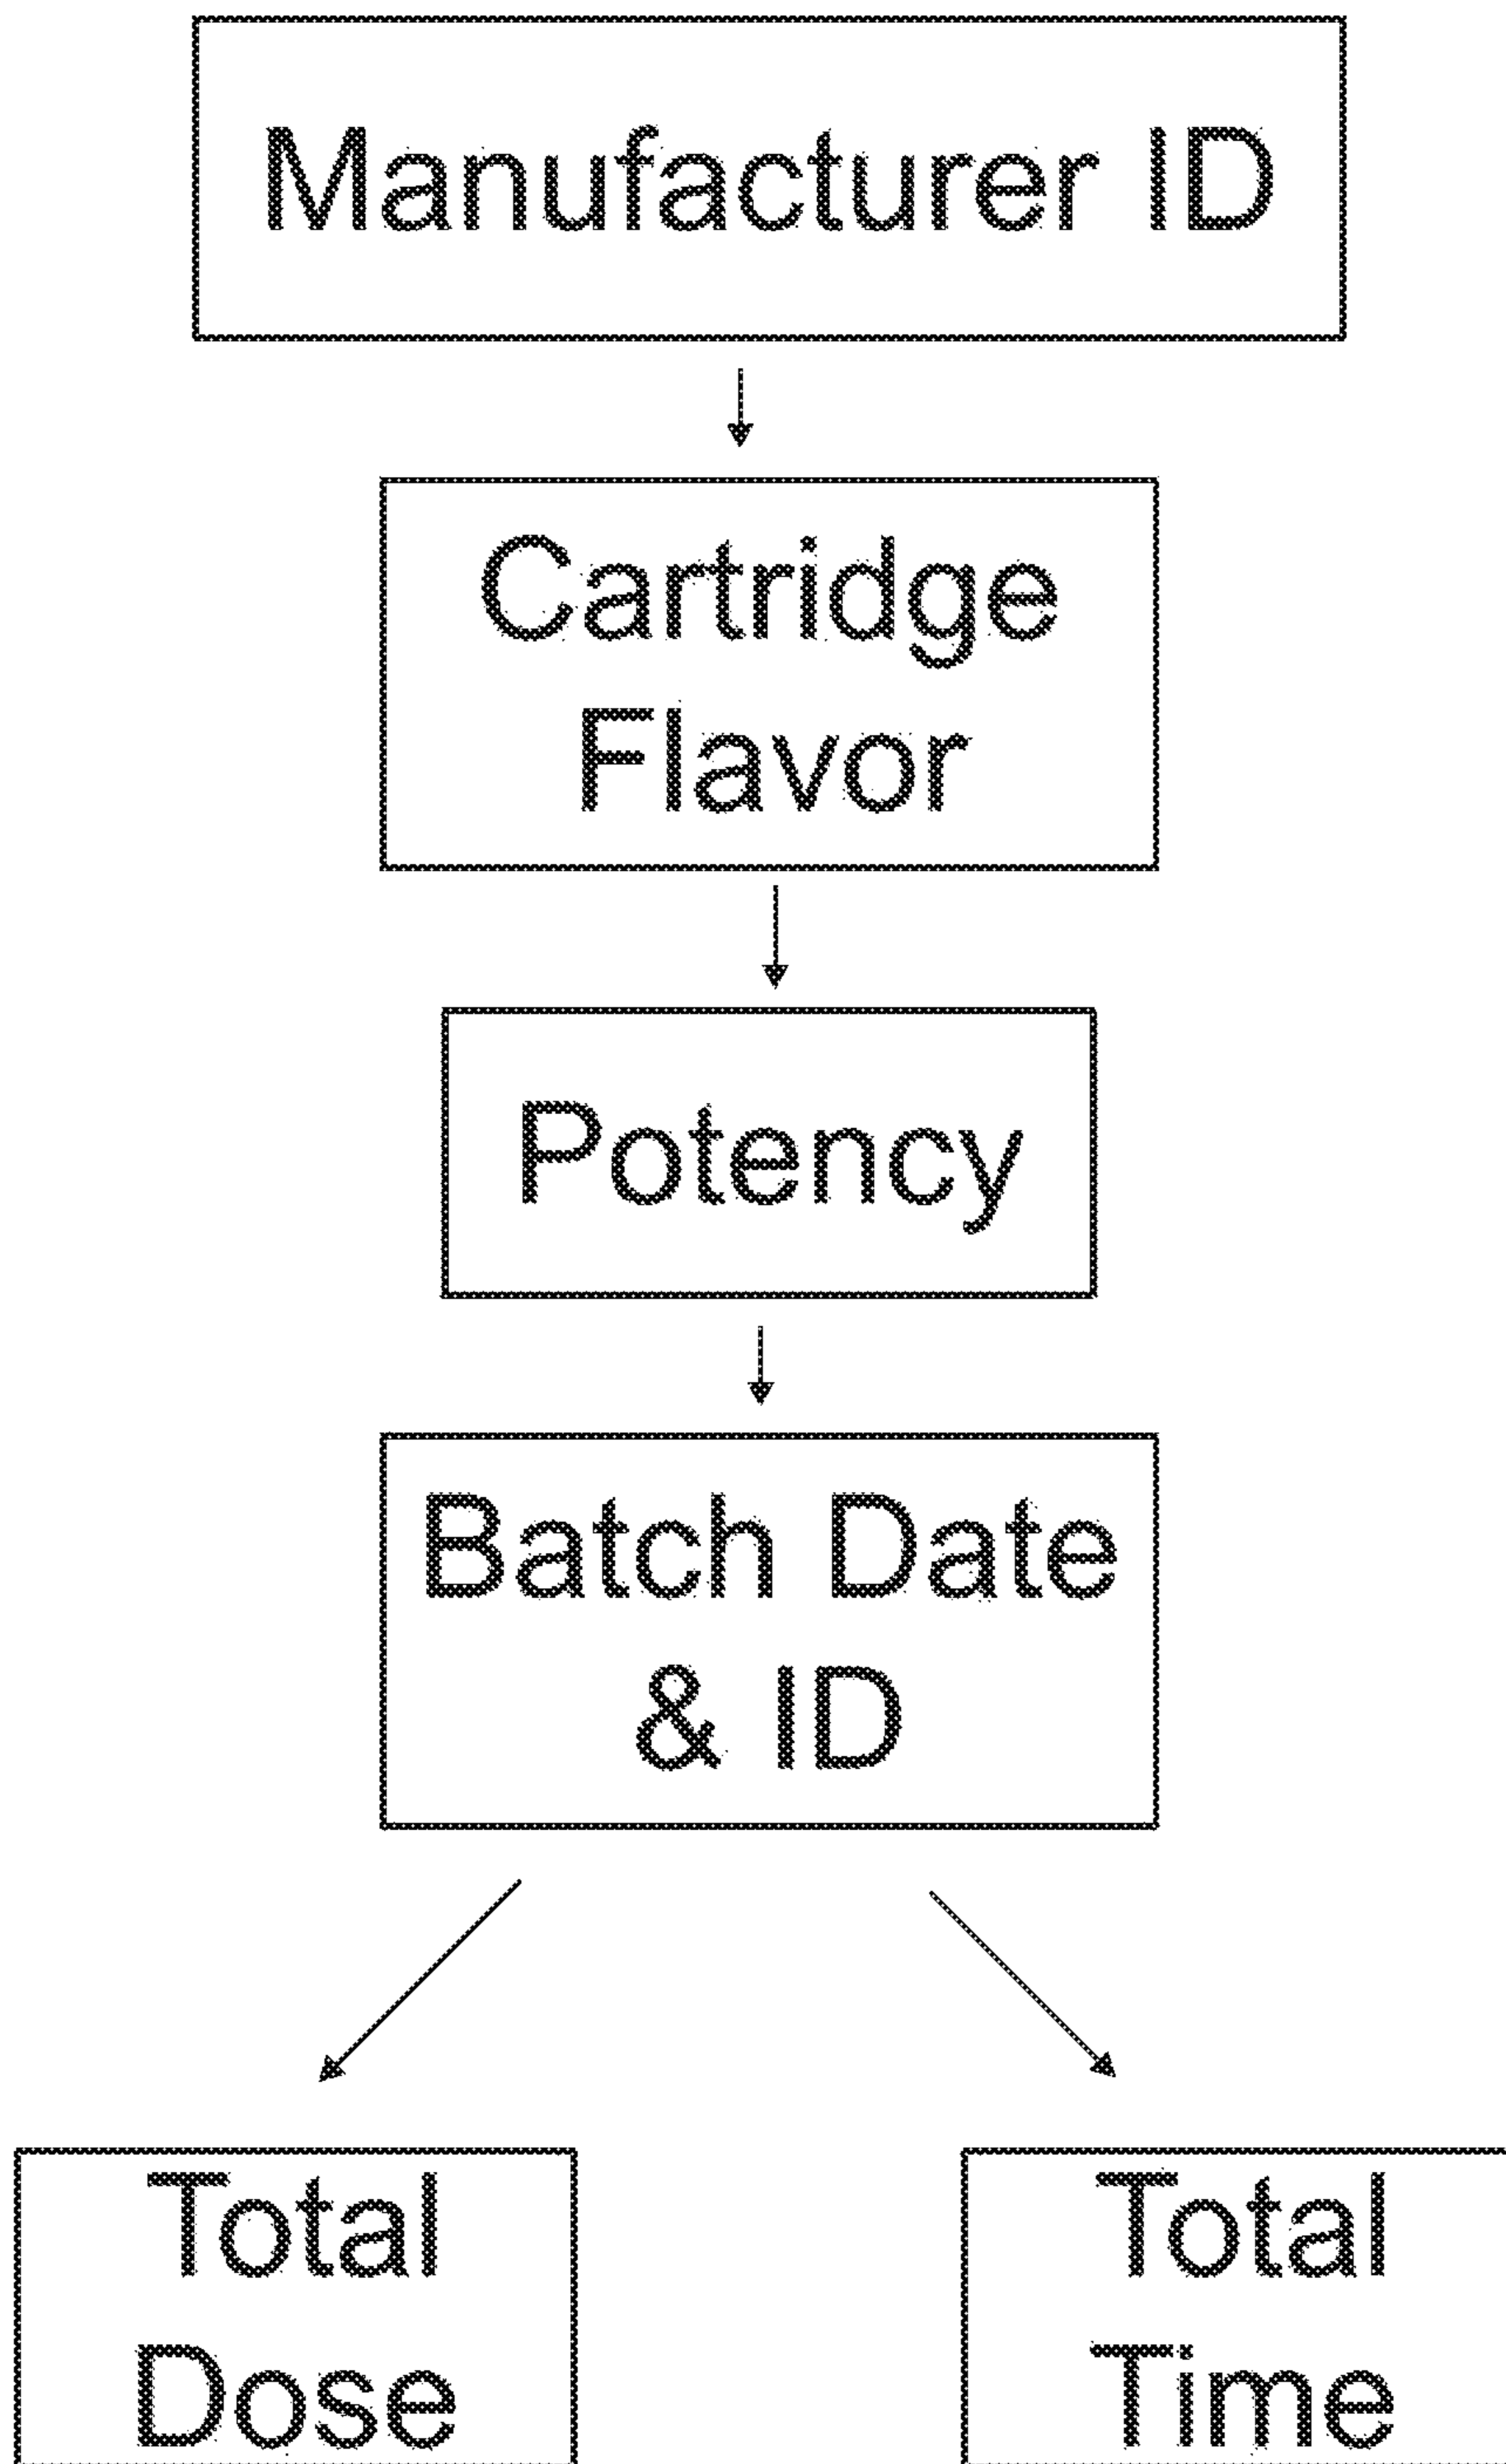 Manufacturer ID
Cartridge
Flavor
Potency
Batch Date
& ID
Total
Dose
Total
Time